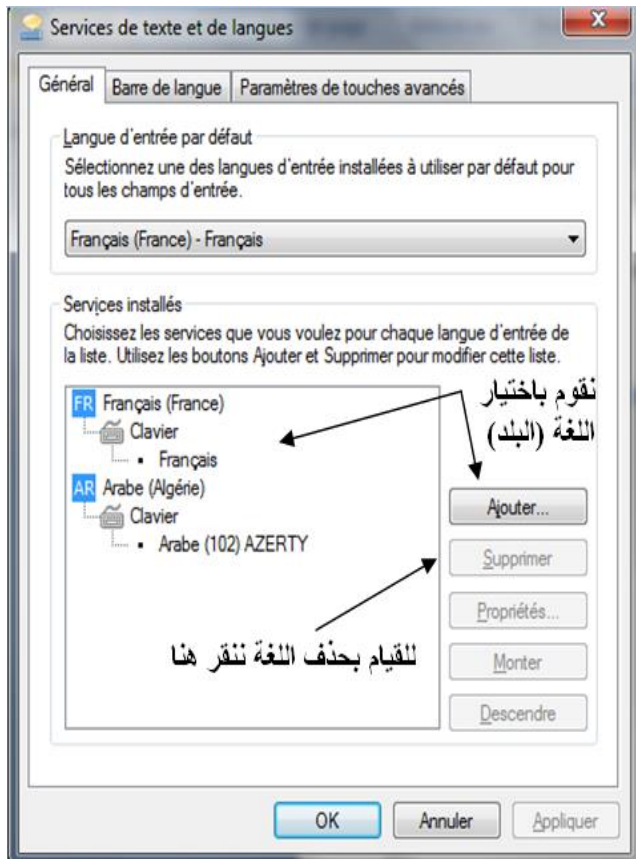 Services de texte et de langues
Général
Barre de langue
Paramètres de touches avancés
Langue d'entrée par défaut
Sélectionnez une des langues d'entrée installées à utiliser par défaut pour
tous les champs d'entrée.
Français (France) - Français
Services installés
Choisissez les services que vous voulez pour chaque langue d'entrée de
la liste. Utilisez les boutons Ajouter et Supprimer pour modifier cette liste.
FR Français (France)
Clavier
Français
AR Arabe (Algérie)
Clavier
Arabe (102) AZERTY
نقوم باختيار
اللغة (البلد)
للقيام بحذف اللغة ننقر هنا
Ajouter...
Supprimer
Propriétés...
Monter
Descendre
OK
Annuler
Appliquer